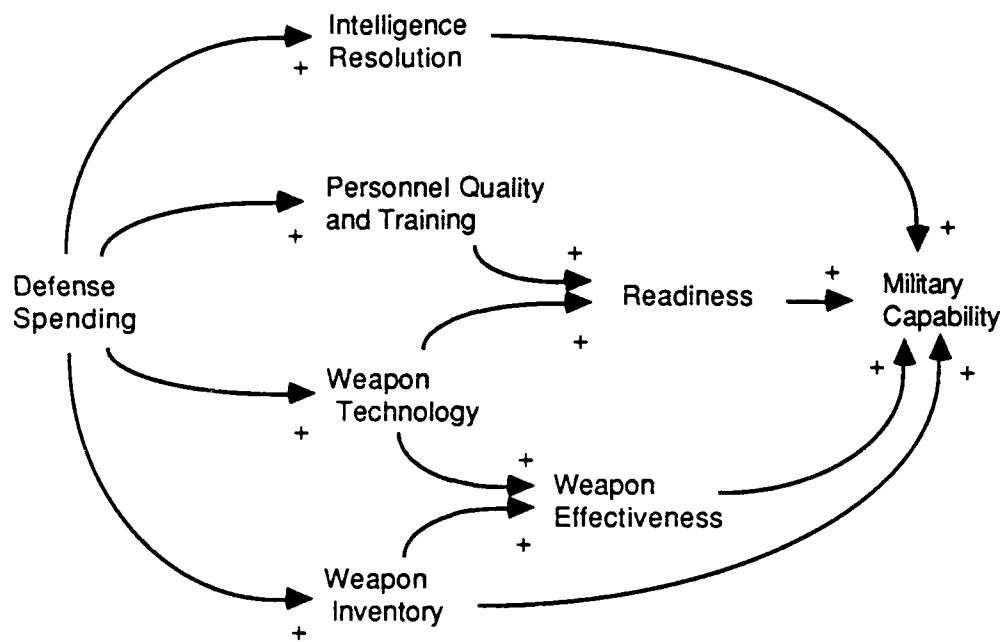 Intelligence
Resolution
+
+
Personnel Quality
and Training
+
+
+
Defense
Spending
Readiness
+
Military
Capability
+
Weapon
Technology
+
+
+
+
Weapon
Effectiveness
+
Weapon
Inventory
+